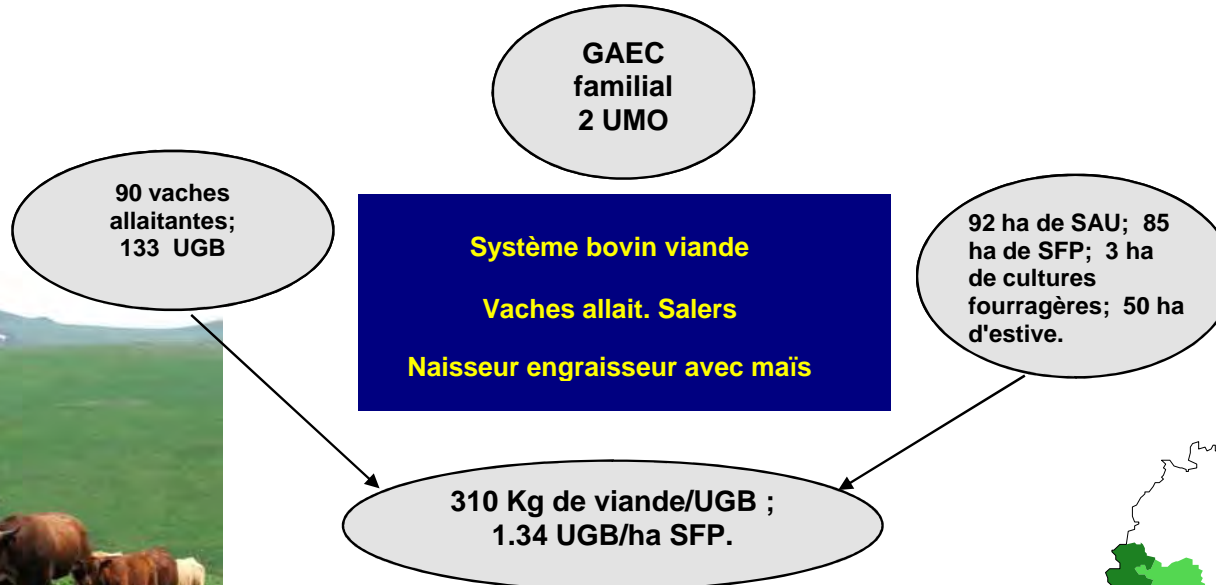 GAEC
familial
2 UMO
90 vaches
allaitantes;
133 UGB
Système bovin viande
Vaches allait. Salers
Naisseur engraisseur avec maïs
92 ha de SAU; 85
ha de SFP; 3 ha
de cultures
fourragères; 50 ha
d'estive.
310 Kg de viande/UGB ;
1.34 UGB/ha SFP.